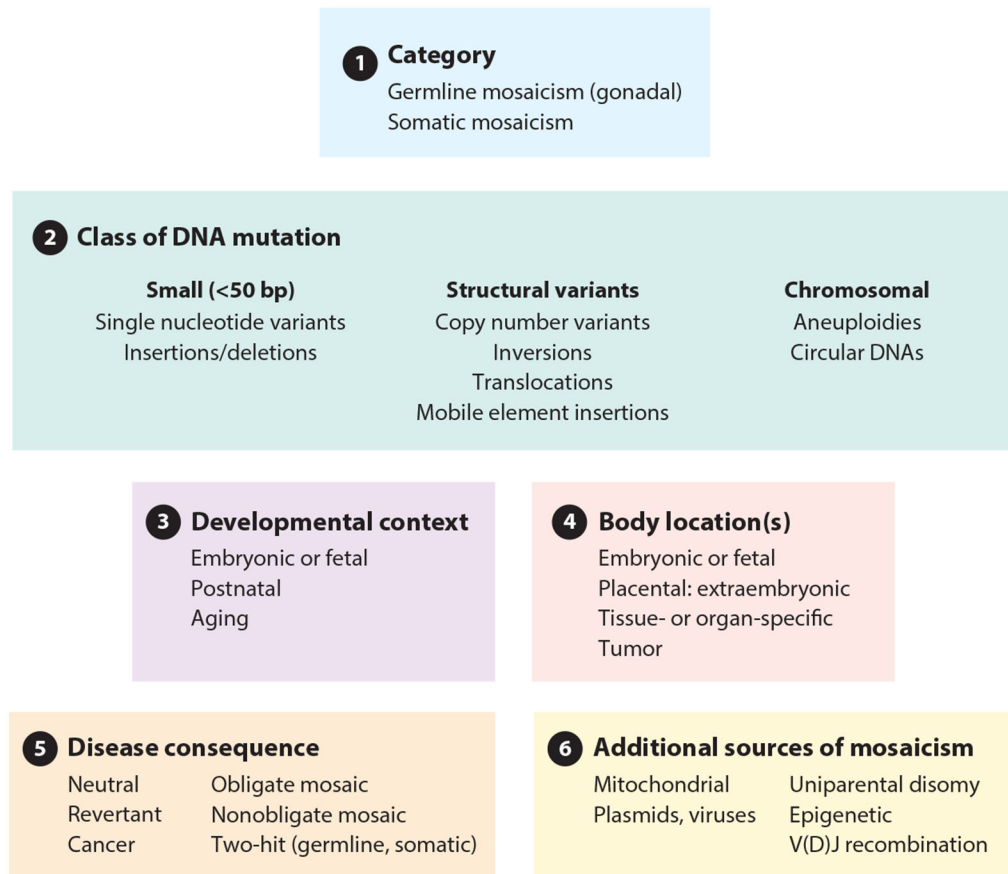 1 Category
Germline mosaicism (gonadal)
Somatic mosaicism
2 Class of DNA mutation
Small (<50 bp)
Single nucleotide variants
Insertions/deletions
Structural variants
Copy number variants
Inversions
Translocations
Mobile element insertions
Chromosomal
Aneuploidies
Circular DNAs
3 Developmental context
Embryonic or fetal
Postnatal
Aging
4 Body location(s)
Embryonic or fetal
Placental: extraembryonic
Tissue- or organ-specific
Tumor
5 Disease consequence
Neutral
Revertant
Cancer
Obligate mosaic
Nonobligate mosaic
Two-hit (germline, somatic)
6 Additional sources of mosaicism
Mitochondrial
Plasmids, viruses
Uniparental disomy
Epigenetic
V(D)J recombination